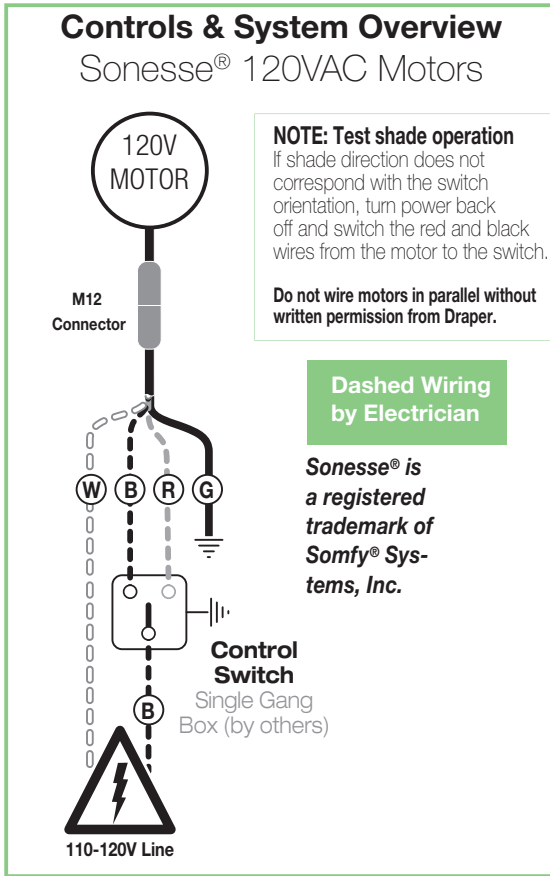 Controls & System Overview
Sonesse® 120VAC Motors
120V
MOTOR
NOTE: Test shade operation
If shade direction does not
correspond with the switch
orientation, turn power back
off and switch the red and black
wires from the motor to the switch.
Do not wire motors in parallel without
written permission from Draper.
M12
Connector
Dashed Wiring
by Electrician
Sonesse® is
a registered
trademark of
Somfy® Sys-
tems, Inc.
W B R G
Control
Switch
Single Gang
Box (by others)
B
110-120V Line